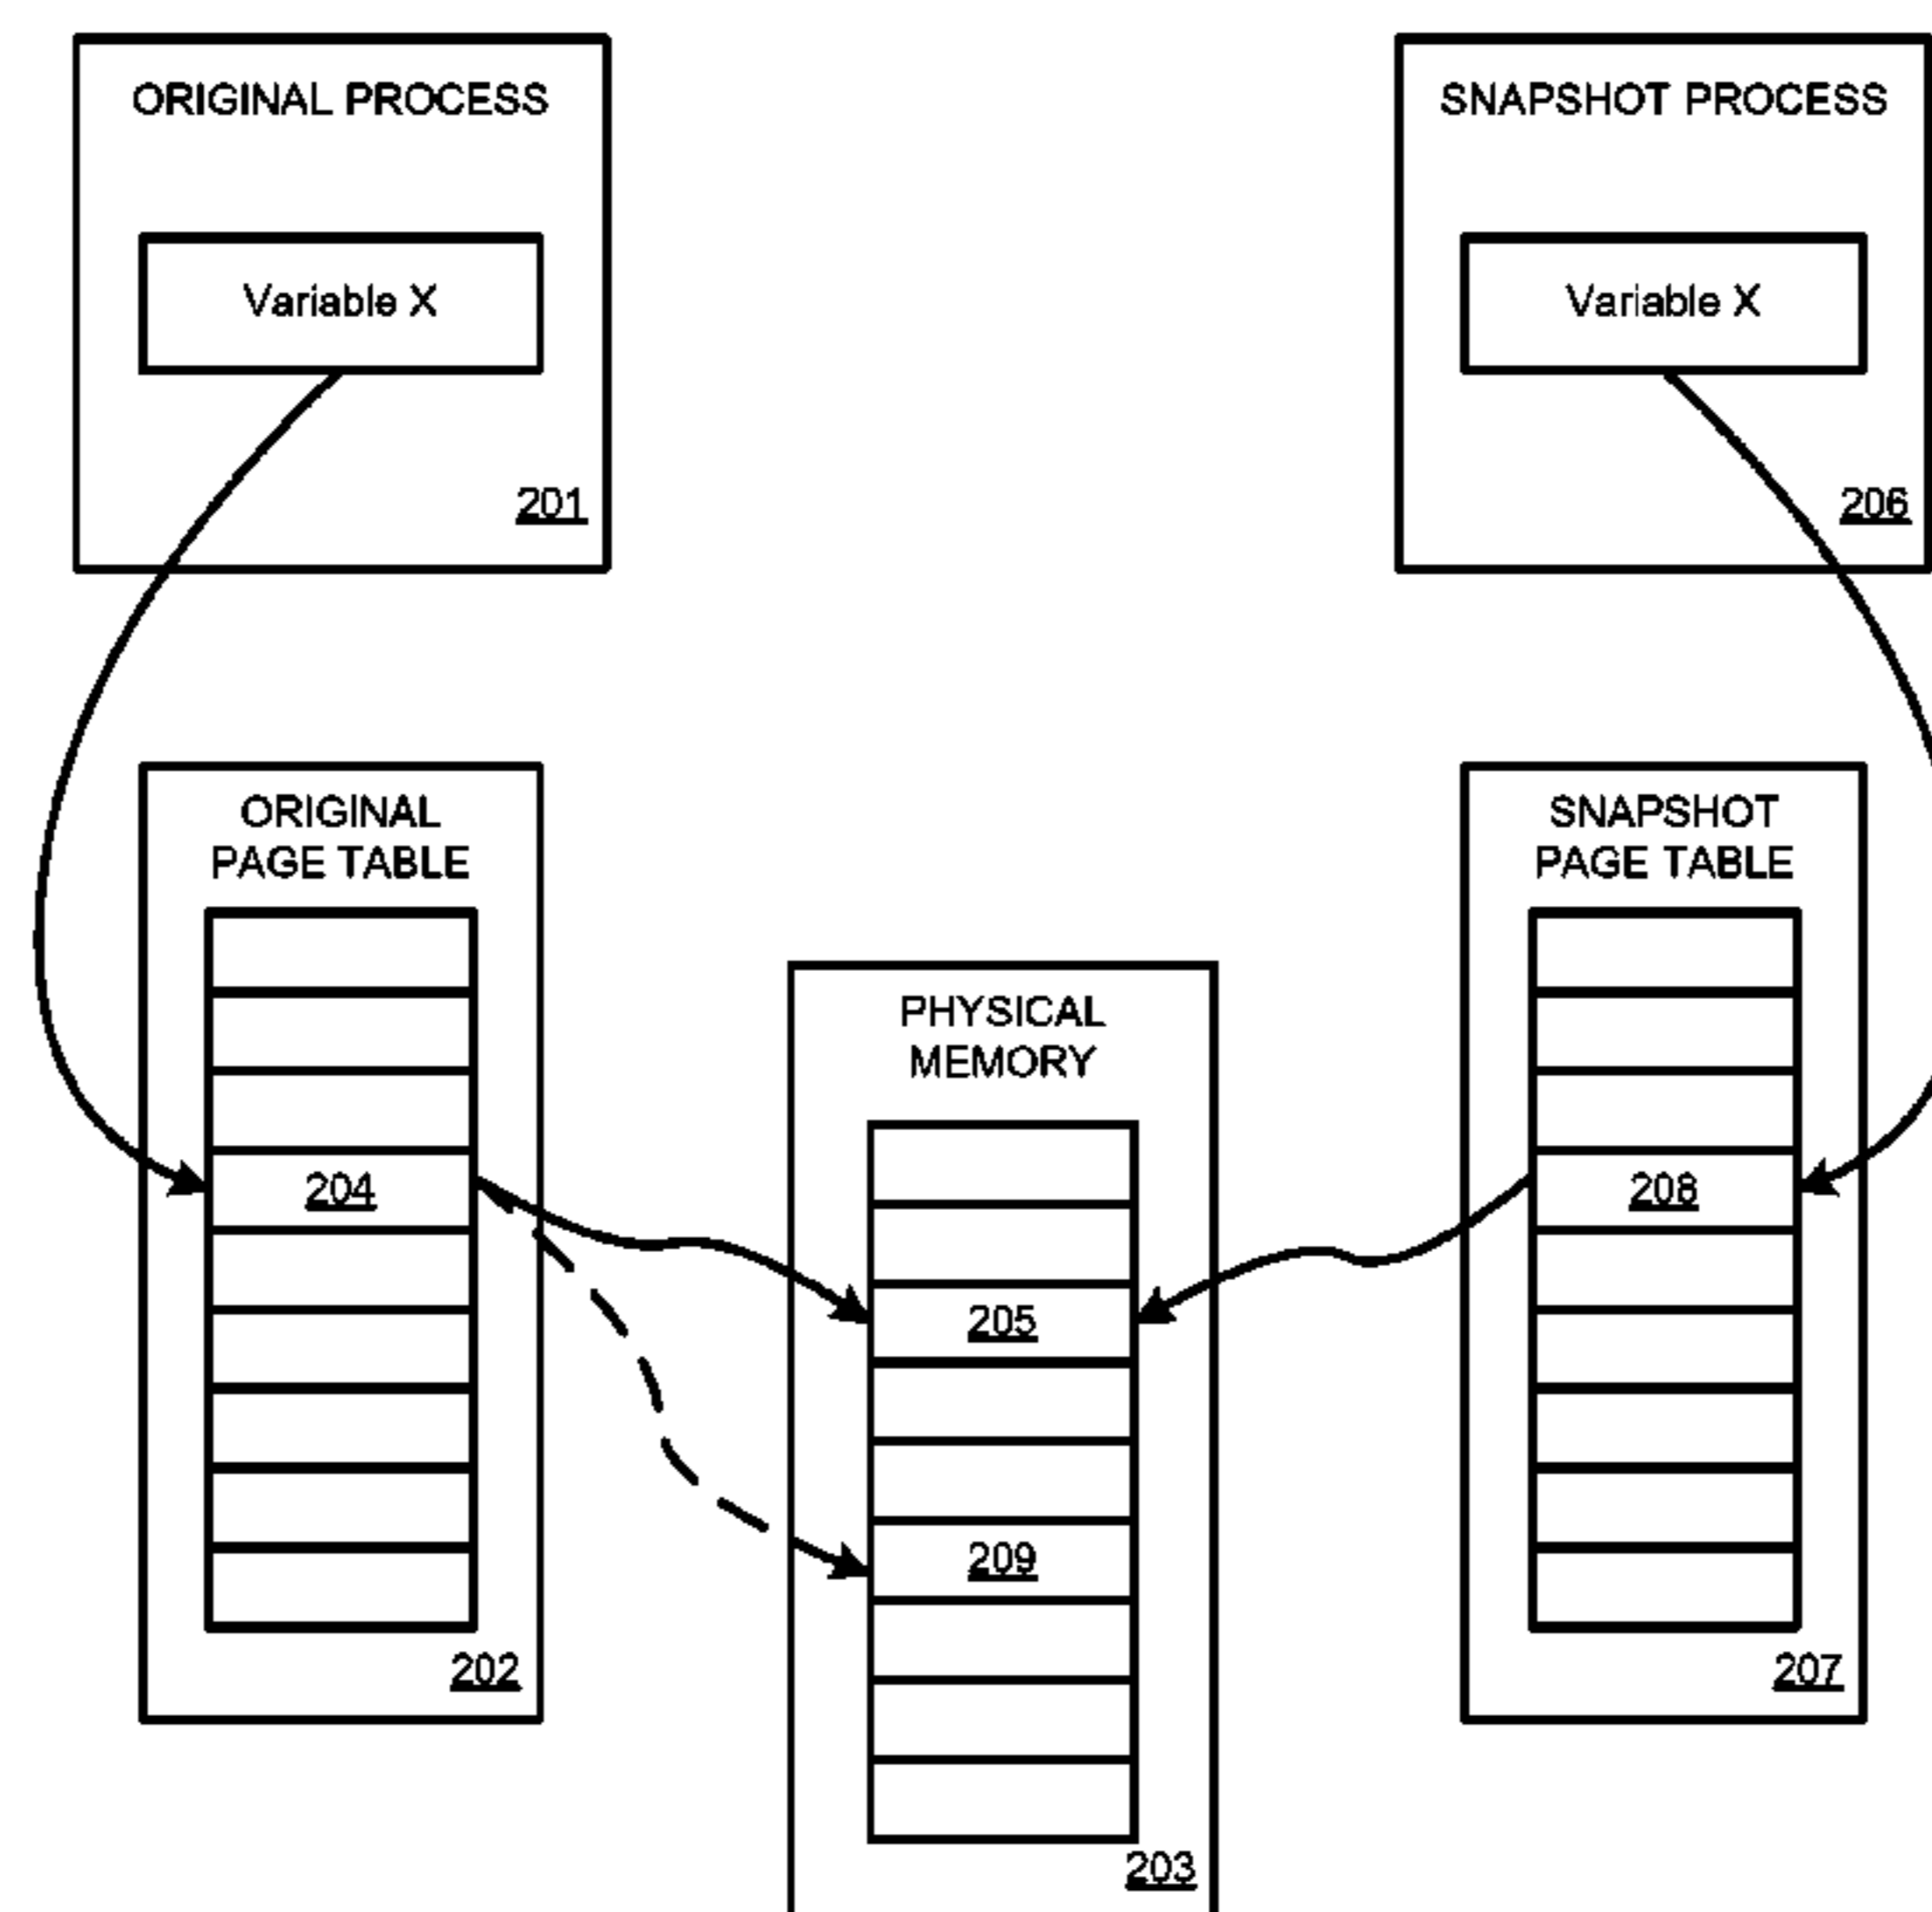 ORIGINAL PROCESS
Variable X
201
SNAPSHOT PROCESS
Variable X
206
ORIGINAL
PAGE TABLE
204
202
PHYSICAL
MEMORY
205
209
203
SNAPSHOT
PAGE TABLE
208
207